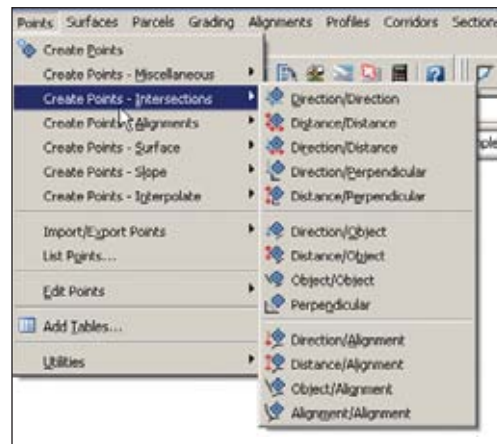 Points Surfaces Parcels Grading Alignments Profiles Corridors Section
Create Points
Create Points - Miscellaneous
Create Points - Intersections
Create Points - Alignments
Create Points - Surface
Create Points - Slope
Create Points - Interpolate
Import/Export Points
List Points...
Edit Points
Add Tables...
Utilities
Direction/Direction
Distance/Distance
Direction/Distance
Direction/Perpendicular
Distance/Perpendicular
Direction/Object
Distance/Object
Object/Object
Perpendicular
Direction/Alignment
Distance/Alignment
Object/Alignment
Alignment/Alignment